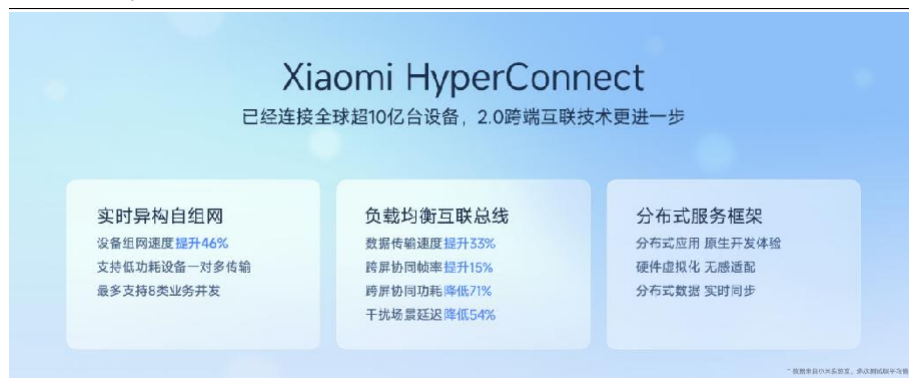 Xiaomi HyperConnect
已经连接全球超10亿台设备，2.0跨端互联技术更进一步
实时异构自组网
设备组网速度提升46%
支持低功耗设备一对多传输
最多支持8类业务并发
负载均衡互联总线
数据传输速度提升33%
跨屏协同帧率提升15%
跨屏协同功耗降低71%
干扰场景延迟降低54%
分布式服务框架
分布式应用 原生开发体验
硬件虚拟化 无感适配
分布式数据 实时同步